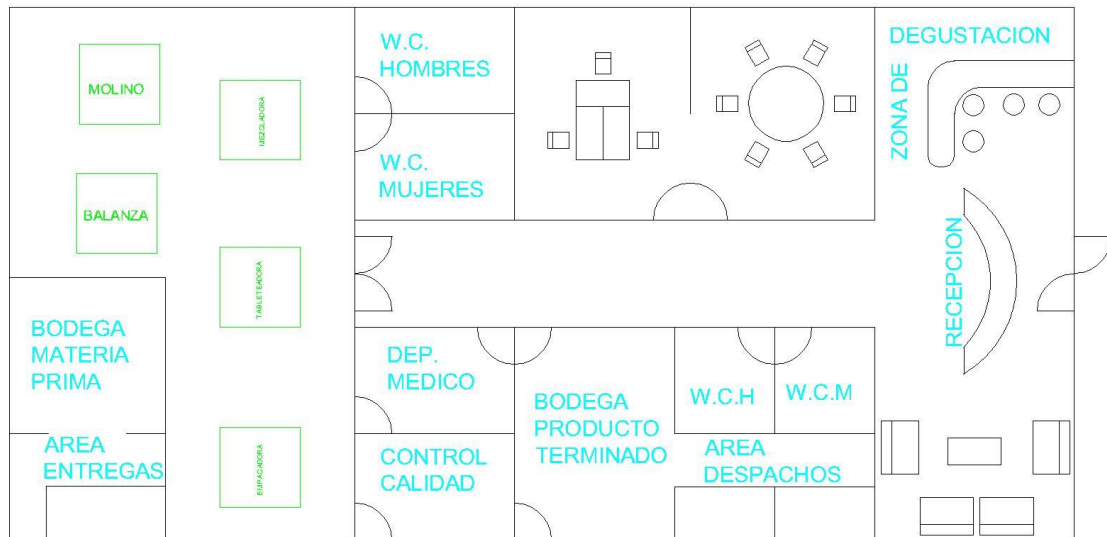 MOLINO
MEZCLADORA
BALANZA
TABLETEADORA
BODEGA
MATERIA
PRIMA
AREA
ENTREGAS
EMPACADORA
W.C.
HOMBRES
W.C.
MUJERES
DEP.
MEDICO
CONTROL
CALIDAD
BODEGA
PRODUCTO
TERMINADO
W.C.H
W.C.M
AREA
DESPACHOS
ZONA DE
DEGUSTACION
RECEPCION